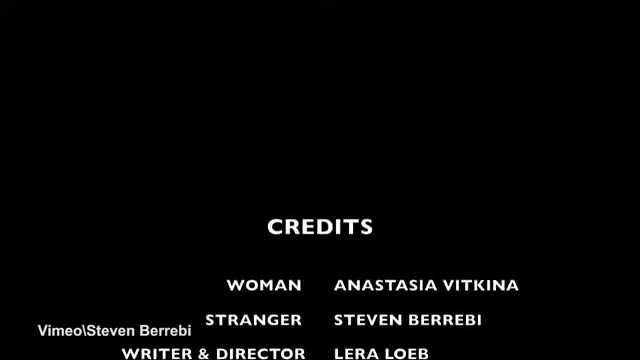 CREDITS
WOMAN ANASTASIA VITKINA
STRANGER STEVEN BERREBI
Vimeo\Steven Berrebi
WRITER & DIRECTOR LERA LOEB